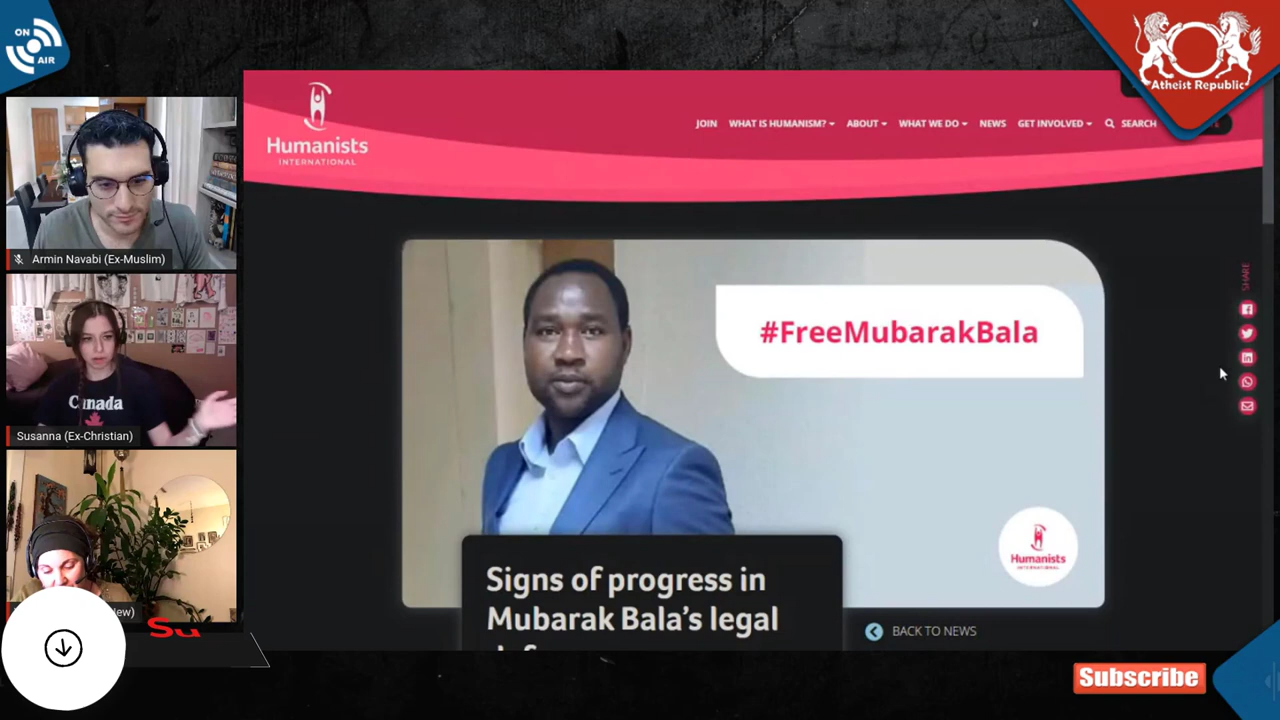 ON
AIR
Atheist Republic
Humanists
INTERNATIONAL
JOIN WHAT IS HUMANISM? ABOUT WHAT WE DO NEWS GET INVOLVED SEARCH
Armin Navabi (Ex-Muslim)
Canada
Susanna (Ex-Christian)
SHARE
#FreeMubarakBala
Humanists
INTERNATIONAL
Signs of progress in
Mubarak Bala’s legal
BACK TO NEWS
Su
Subscribe